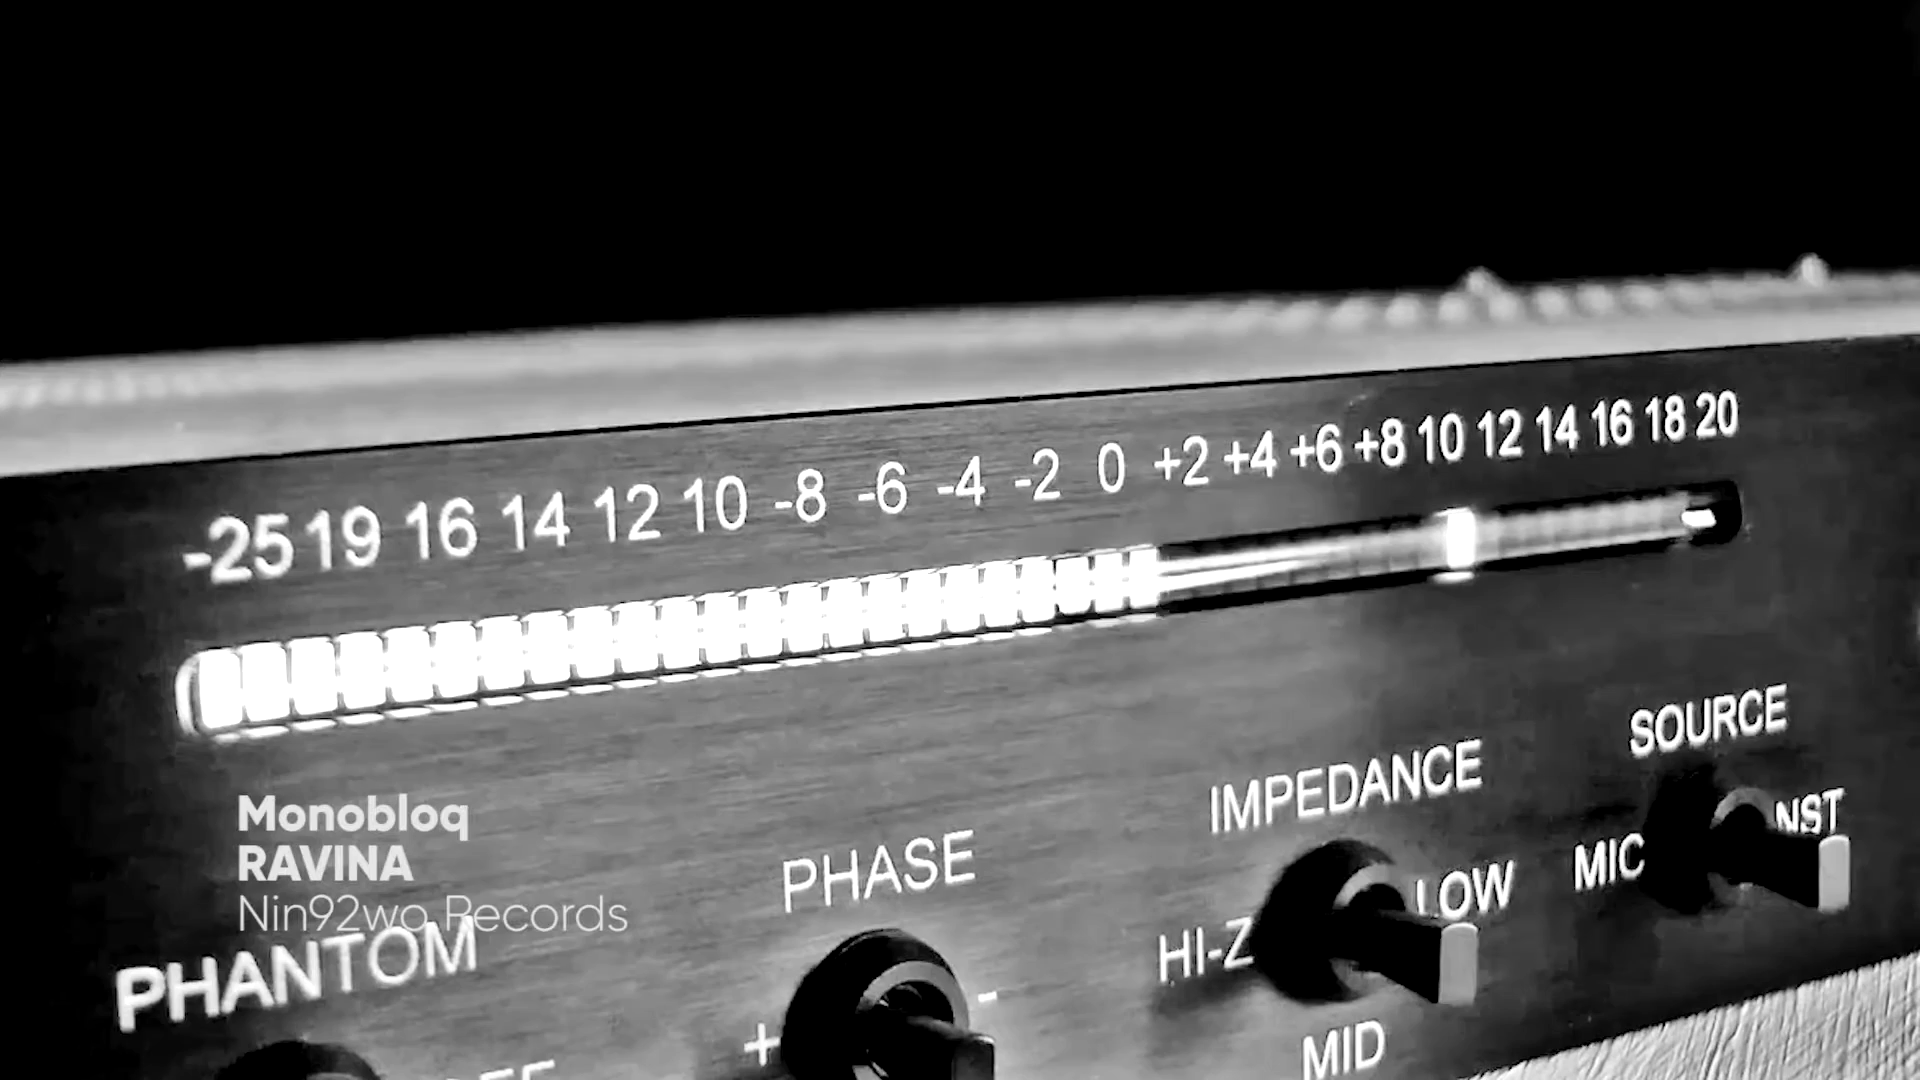 -25 19 16 14 12 10 -8 -6 -4 -2 0 +2 +4 +6 +8 10 12 14 16 18 20
SOURCE
MIC NST
IMPEDANCE
HI-Z LOW
MID
PHASE
+ -
Monobloq
RAVINA
Nin92wo Records
PHANTOM